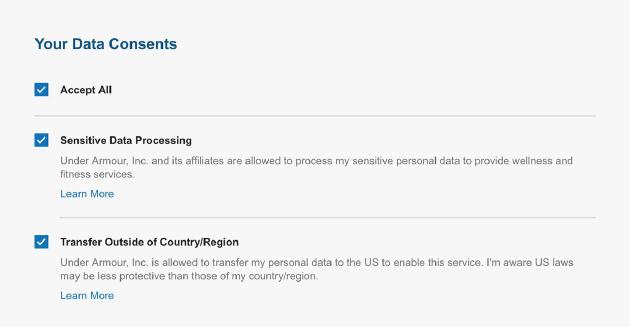 Your Data Consents
Accept All
Sensitive Data Processing
Under Armour, Inc. and its affiliates are allowed to process my sensitive personal data to provide wellness and
fitness services.
Learn More
Transfer Outside of Country/Region
Under Armour, Inc. is allowed to transfer my personal data to the US to enable this service. I'm aware US laws
may be less protective than those of my country/region.
Learn More